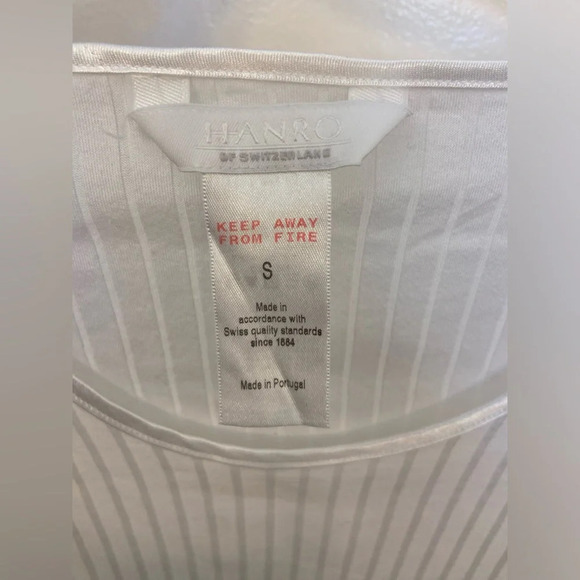 HANRO
OF SWITZERLAND
KEEP AWAY
FROM FIRE
S
Made in
accordance with
Swiss quality standards
since 1884
Made in Portugal